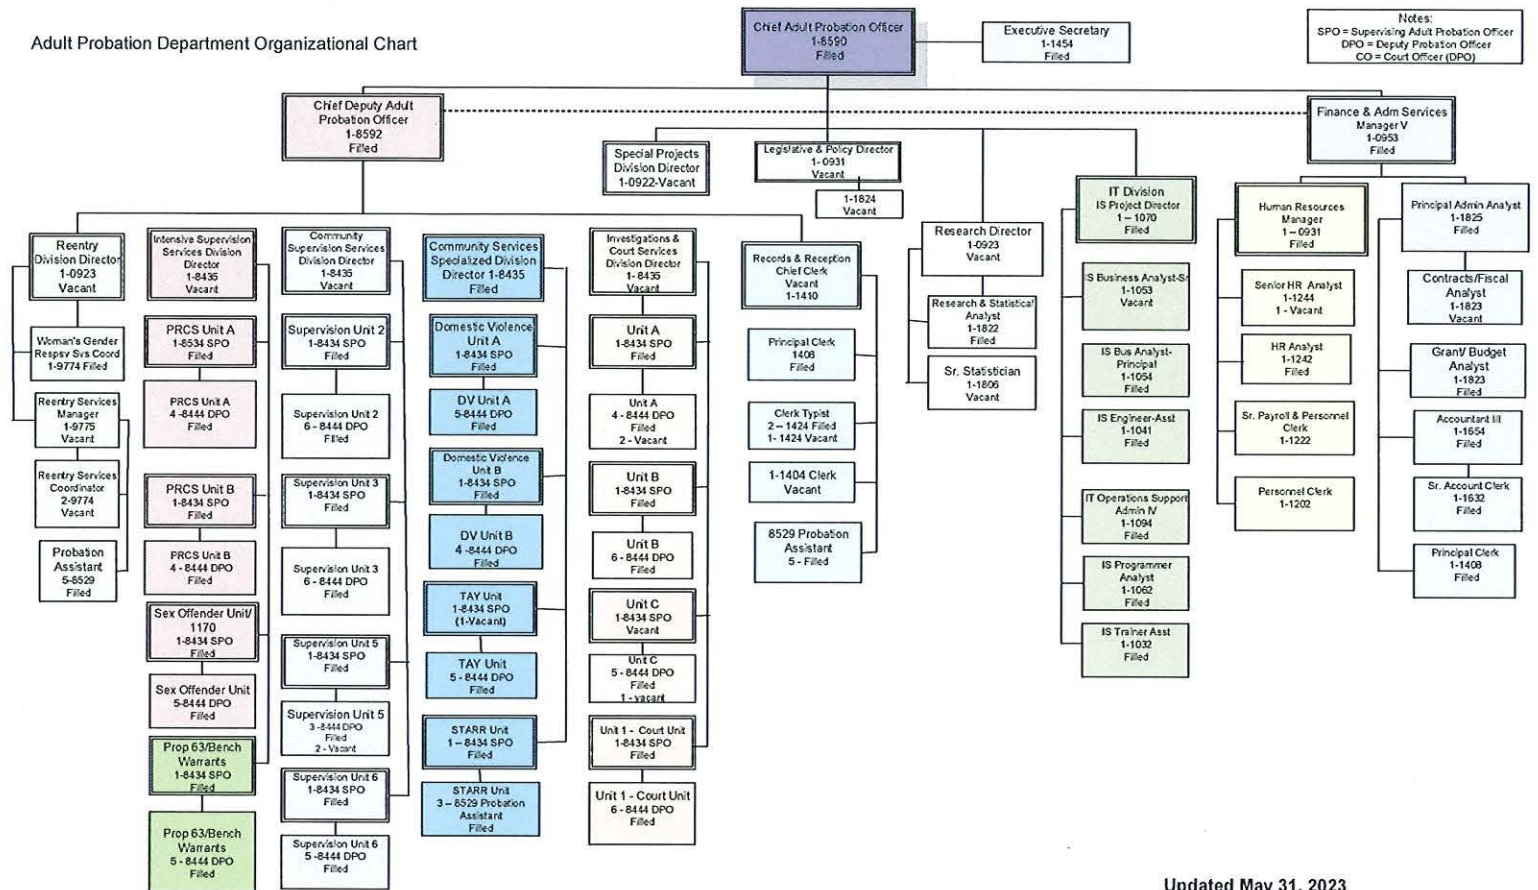 Adult Probation Department Organizational Chart
Chief Adult Probation Officer
1-8590
Filled
Executive Secretary
1-1454
Filled
Notes:
SPO = Supervising Adult Probation Officer
DPO = Deputy Probation Officer
CO = Court Officer (DPO)
Chief Deputy Adult
Probation Officer
1-8592
Filled
Finance & Adm Services
Manager V
1-0953
Filled
Special Projects
Division Director
1-0922-Vacant
Legislative & Policy Director
1- 0931
Vacant
1-1824
Vacant
Reentry
Division Director
1-0923
Vacant
Woman's Gender
Respsv Svs Coord
1-9774 Filled
Reentry Services
Manager
1-9775
Vacant
Reentry Services
Coordinator
2-9774
Vacant
Probation
Assistant
5-8529
Filled
Intensive Supervision
Services Division
Director
1-8435
Vacant
PRCS Unit A
1-8534 SPO
Filled
PRCS Unit A
4 -8444 DPO
Filled
PRCS Unit B
1-8434 SPO
Filled
PRCS Unit B
4 - 8444 DPO
Filled
Sex Offender Unit/
1170
1-8434 SPO
Filled
Sex Offender Unit
5-8444 DPO
Filled
Prop 63/Bench
Warrants
1-8434 SPO
Filled
Prop 63/Bench
Warrants
5 - 8444 DPO
Filled
Community
Supervision Services
Division Director
1-8435
Vacant
Supervision Unit 2
1-8434 SPO
Filled
Supervision Unit 2
6 - 8444 DPO
Filled
Supervision Unit 3
1-8434 SPO
Filled
Supervision Unit 3
6 - 8444 DPO
Filled
Supervision Unit 5
1-8434 SPO
Filled
Supervision Unit 5
3 -8444 DPO
Filled
2 - Vacant
Supervision Unit 6
1-8434 SPO
Filled
Supervision Unit 6
5 -8444 DPO
Filled
Community Services
Specialized Division
Director 1-8435
Filled
Domestic Violence
Unit A
1-8434 SPO
Filled
DV Unit A
5-8444 DPO
Filled
Domestic Violence
Unit B
1-8434 SPO
Filled
DV Unit B
4 -8444 DPO
Filled
TAY Unit
1-8434 SPO
(1-Vacant)
TAY Unit
5 - 8444 DPO
Filled
STARR Unit
1 – 8434 SPO
Filled
STARR Unit
3 – 8529 Probation
Assistant
Filled
Investigations &
Court Services
Division Director
1- 8435
Vacant
Unit A
1-8434 SPO
Filled
Unit A
4 - 8444 DPO
Filled
2 - Vacant
Unit B
1-8434 SPO
Filled
Unit B
6 - 8444 DPO
Filled
Unit C
1-8434 SPO
Vacant
Unit C
5 - 8444 DPO
Filled
1 - vacant
Unit 1 - Court Unit
1-8434 SPO
Filled
Unit 1 - Court Unit
6 - 8444 DPO
Filled
Records & Reception
Chief Clerk
Vacant
1-1410
Principal Clerk
1408
Filled
Clerk Typist
2 – 1424 Filled
1- 1424 Vacant
1-1404 Clerk
Vacant
8529 Probation
Assistant
5 - Filled
Research Director
1-0923
Vacant
Research & Statistical
Analyst
1-1822
Filled
Sr. Statistician
1-1806
Vacant
IT Division
IS Project Director
1 – 1070
Filled
IS Business Analyst-Sr
1-1053
Vacant
IS Bus Analyst-
Principal
1-1054
Filled
IS Engineer-Asst
1-1041
Filled
IT Operations Support
Admin IV
1-1094
Filled
IS Programmer
Analyst
1-1062
Filled
IS Trainer Asst
1-1032
Filled
Human Resources
Manager
1 – 0931
Filled
Senior HR Analyst
1-1244
1 - Vacant
HR Analyst
1-1242
Filled
Sr. Payroll & Personnel
Clerk
1-1222
Personnel Clerk
1-1202
Principal Admin Analyst
1-1825
Filled
Contracts/Fiscal
Analyst
1-1823
Vacant
Grant/ Budget
Analyst
1-1823
Filled
Accountant III
1-1654
Filled
Sr. Account Clerk
1-1632
Filled
Principal Clerk
1-1408
Filled
Updated May 31, 2023